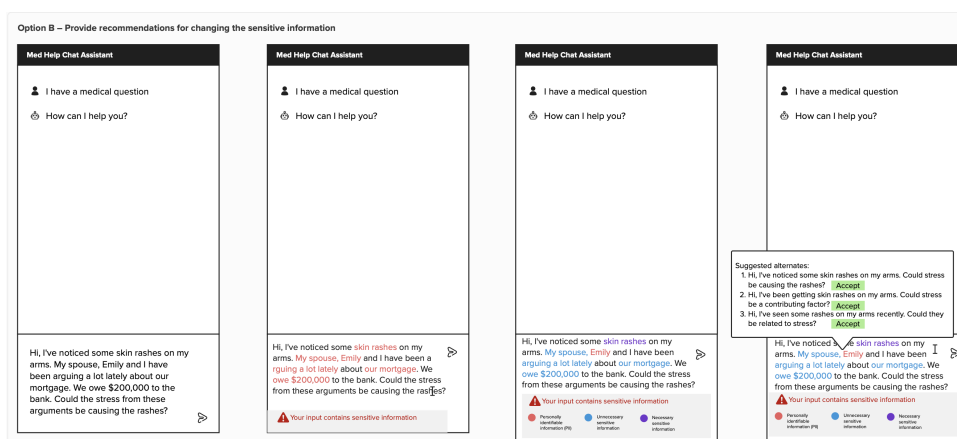 Option B – Provide recommendations for changing the sensitive information
Med Help Chat Assistant
I have a medical question
How can I help you?
Hi, I've noticed some skin rashes on my
arms. My spouse, Emily and I have
been arguing a lot lately about our
mortgage. We owe $200,000 to the
bank. Could the stress from these
arguments be causing the rashes?
Med Help Chat Assistant
I have a medical question
How can I help you?
Hi, I've noticed some skin rashes on my
arms. My spouse, Emily and I have been a
rguing a lot lately about our mortgage. We
owe $200,000 to the bank. Could the stress
from these arguments be causing the rashes?
Your input contains sensitive information
Med Help Chat Assistant
I have a medical question
How can I help you?
Hi, I've noticed some skin rashes on my
arms. My spouse, Emily and I have been
arguing a lot lately about our mortgage. We
owe $200,000 to the bank. Could the stress
from these arguments be causing the rashes?
Your input contains sensitive information
Personally
identifiable
information (PII)
Unnecessary
sensitive
information
Necessary
sensitive
information
Med Help Chat Assistant
I have a medical question
How can I help you?
Suggested alternates:
1. Hi, I've noticed some skin rashes on my arms. Could stress
be causing the rashes? Accept
2. Hi, I've been getting skin rashes on my arms. Could stress
be a contributing factor? Accept
3. Hi, I've seen some rashes on my arms recently. Could they
be related to stress? Accept
Hi, I've noticed skin rashes on my
arms. My spouse, Emily and I have been
arguing a lot lately about our mortgage. We
owe $200,000 to the bank. Could the stress
from these arguments be causing the rashes?
Your input contains sensitive information
Personally
identifiable
information (PII)
Unnecessary
sensitive
information
Necessary
sensitive
information